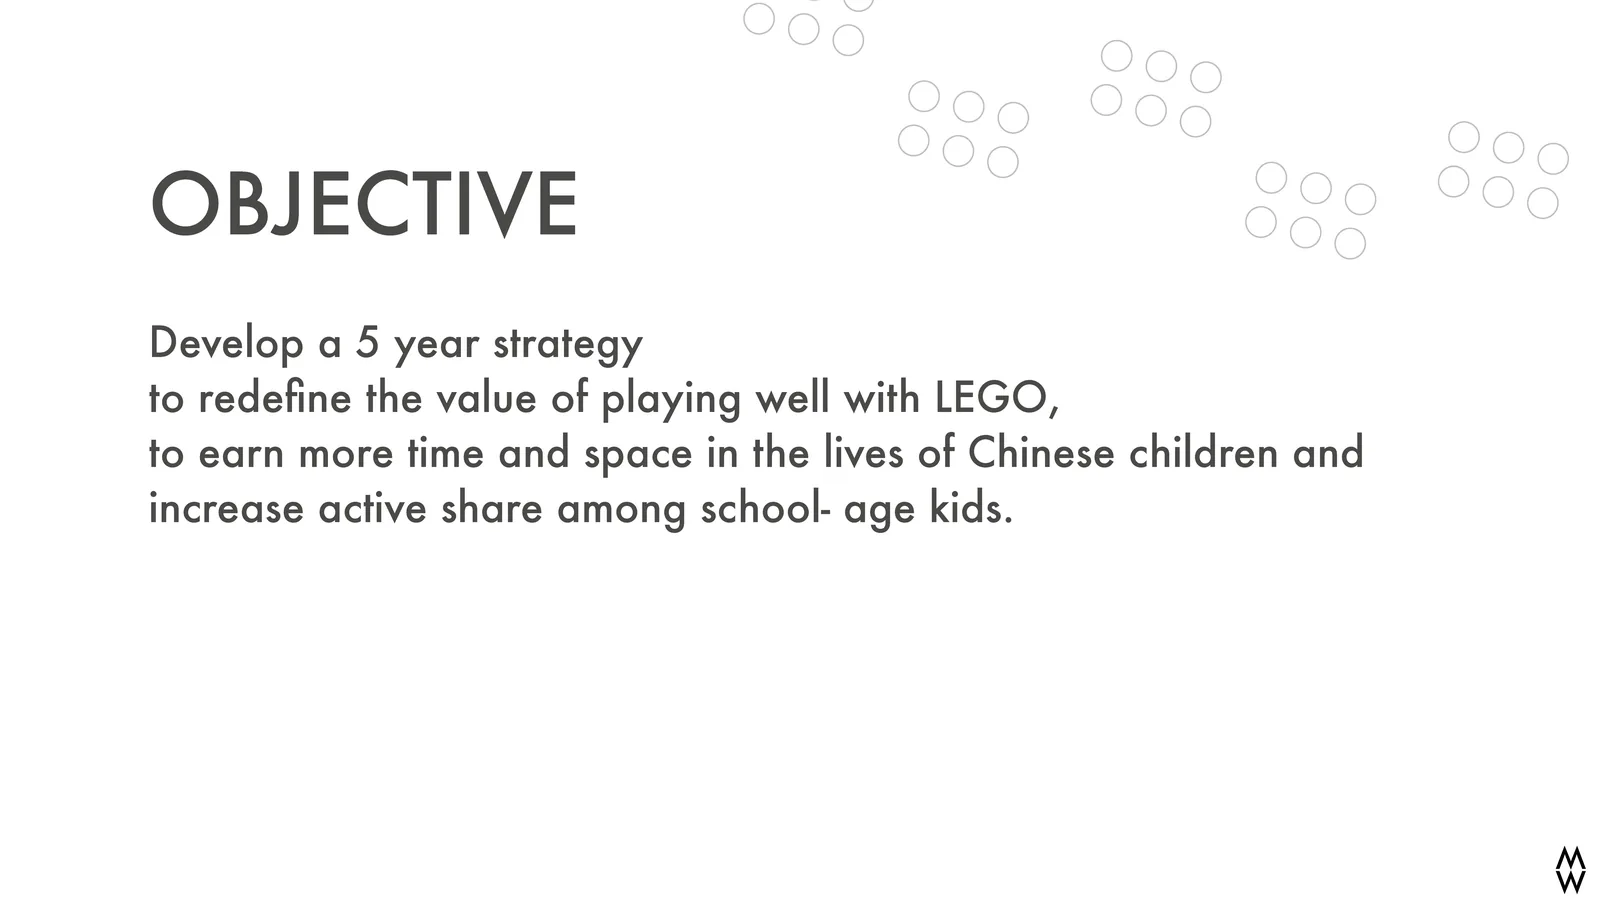 OBJECTIVE
Develop a 5 year strategy
to redefine the value of playing well with LEGO,
to earn more time and space in the lives of Chinese children and
increase active share among school- age kids.
MW